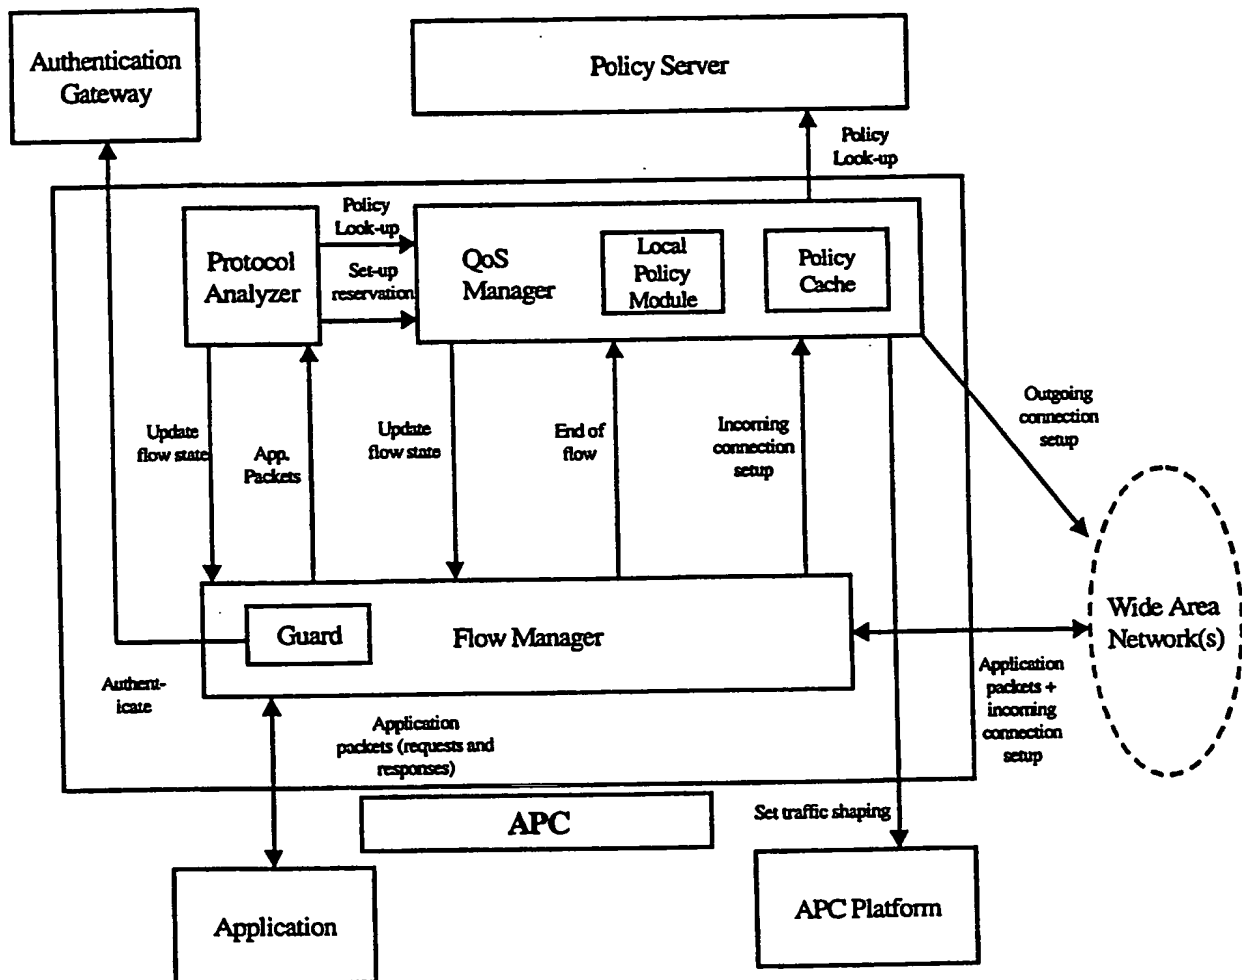 Authentication
Gateway
Policy Server
Policy
Look-up
Protocol
Analyzer
Policy
Look-up
Set-up
reservation
QoS
Manager
Local
Policy
Module
Policy
Cache
Update
flow state
App.
Packets
Update
flow state
End of
flow
Incoming
connection
setup
Outgoing
connection
setup
Guard
Flow Manager
Wide Area
Network(s)
Authent-
icate
Application
packets (requests and
responses)
Application
packets +
incoming
connection
setup
APC
Set traffic shaping
Application
APC Platform